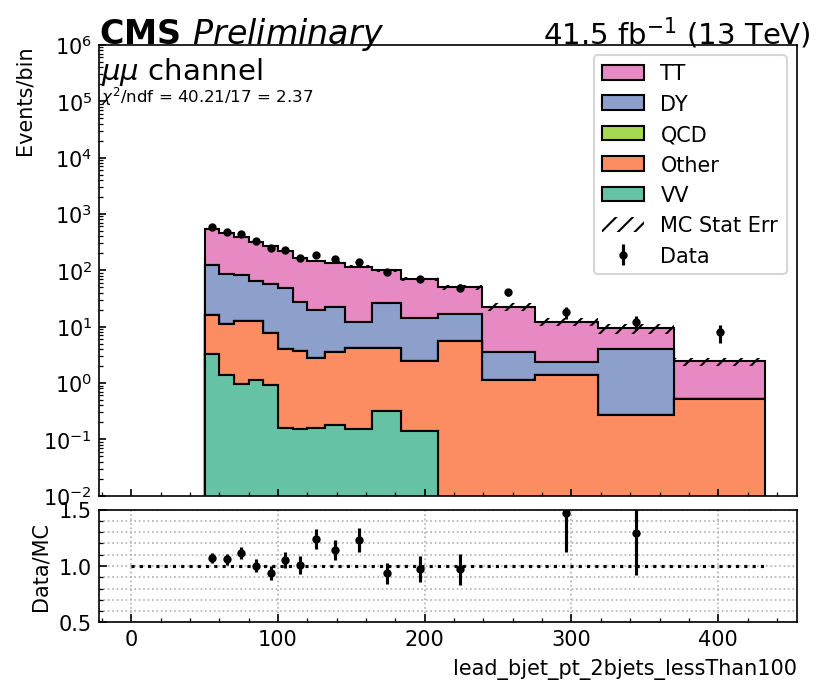 CMS Preliminary 41.5 fb⁻¹ (13 TeV)
μμ channel
χ²/ndf = 40.21/17 = 2.37
Events/bin
10⁶
10⁵
10⁴
10³
10²
10¹
10⁰
10⁻¹
10⁻²
TT
DY
QCD
Other
VV
MC Stat Err
Data
Data/MC
1.5
1.0
0.5
0 100 200 300 400
lead_bjet_pt_2bjets_lessThan100